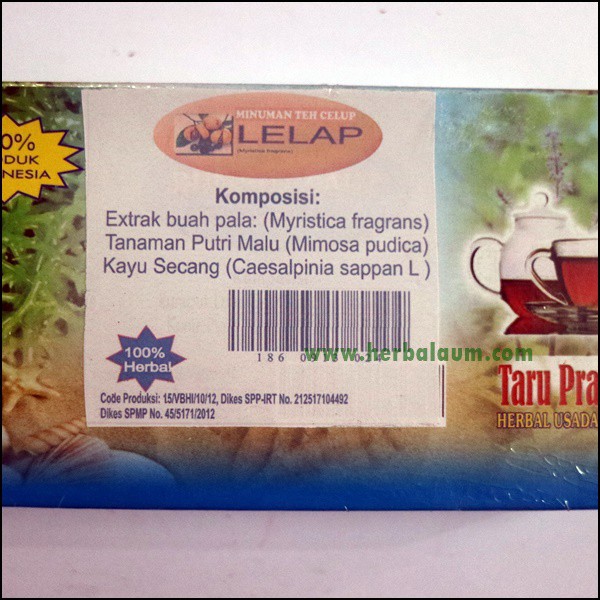 0%
DUK
NESIA
MINUMAN TEH CELUP
LELAP
(Myristica fragrans)
Komposisi:
Extrak buah pala: (Myristica fragrans)
Tanaman Putri Malu (Mimosa pudica)
Kayu Secang (Caesalpinia sappan L )
www.herbalaum.com
100%
Herbal
Code Produksi: 15/VBHI/10/12, Dikes SPP-IRT No. 212517104492
Dikes SPMP No. 45/5171/2012
Taru Pra
HERBAL USADA